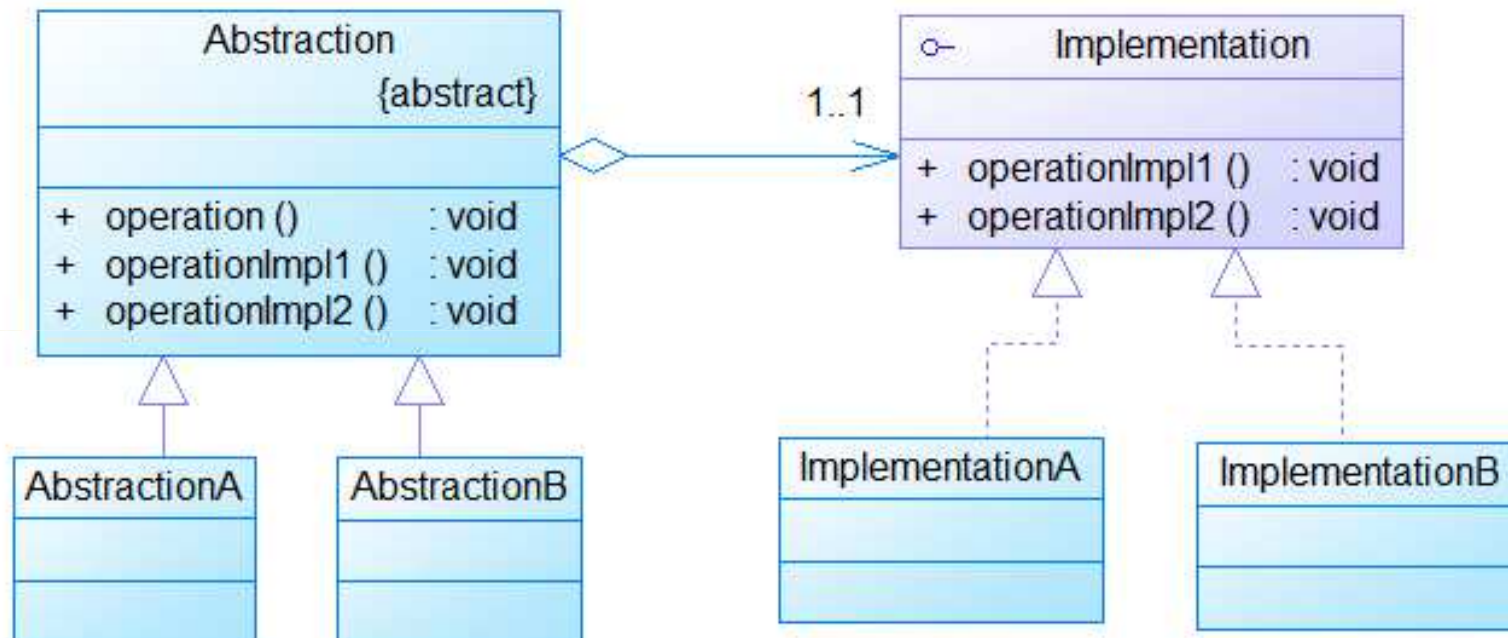 Abstraction
{abstract}
+ operation () : void
+ operationImpl1 () : void
+ operationImpl2 () : void
1..1
Implementation
+ operationImpl1 () : void
+ operationImpl2 () : void
AbstractionA
AbstractionB
ImplementationA
ImplementationB